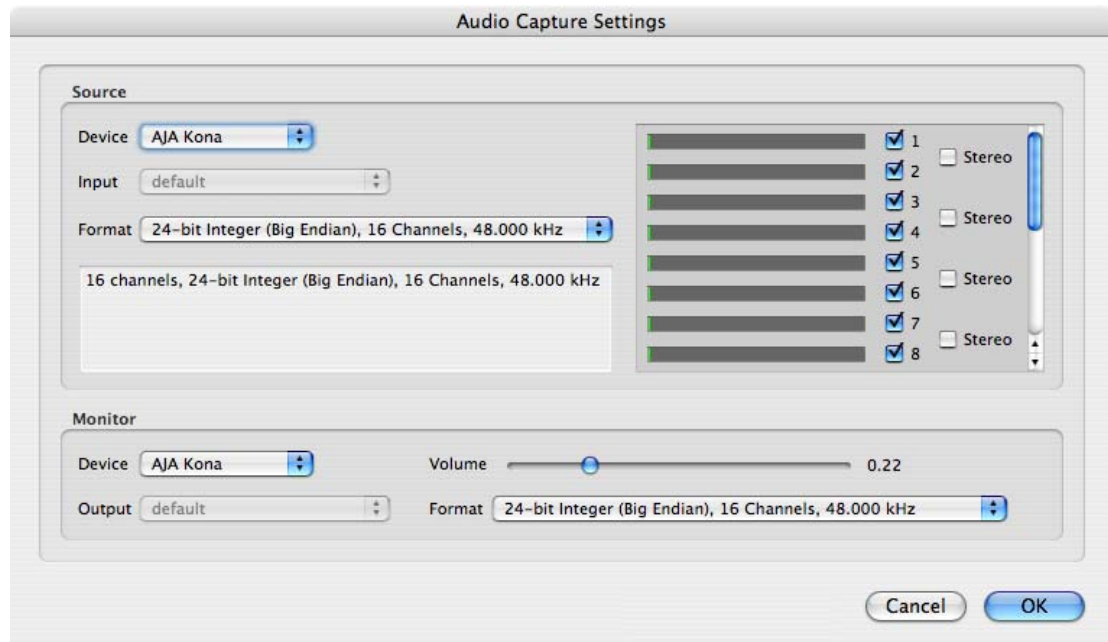 Audio Capture Settings
Source
Device AJA Kona
Input default
Format 24-bit Integer (Big Endian), 16 Channels, 48.000 kHz
16 channels, 24-bit Integer (Big Endian), 16 Channels, 48.000 kHz
1
Stereo
2
3
Stereo
4
5
Stereo
6
7
Stereo
8
Monitor
Device AJA Kona
Volume 0.22
Output default
Format 24-bit Integer (Big Endian), 16 Channels, 48.000 kHz
Cancel
OK